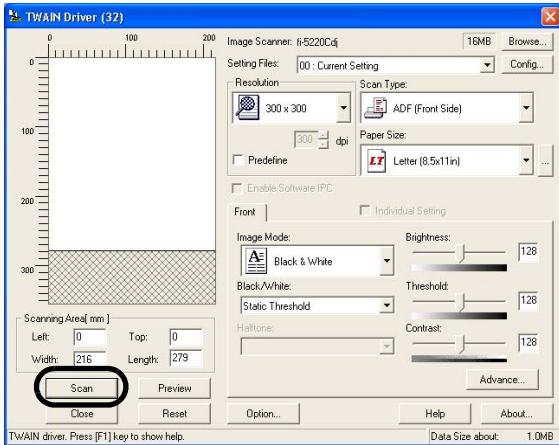 TWAIN Driver (32)
0 100 200
0
100
200
300
Image Scanner: fi-5220Cdj 16MB Browse...
Setting Files: 00 : Current Setting Config...
Resolution
300 x 300
300 dpi
Predefine
Scan Type:
ADF (Front Side)
Paper Size:
LT Letter (8.5x11in) ...
Enable Software IPC
Front Individual Setting
Image Mode:
A Black & White
Black/White:
Static Threshold
Halftone:
Brightness:
128
Threshold:
128
Contrast:
128
Advance...
Scanning Area[ mm ]
Left: 0 Top: 0
Width: 216 Length: 279
Scan Preview
Close Reset Option... Help About...
TWAIN driver. Press [F1] key to show help. Data Size about: 1.0MB